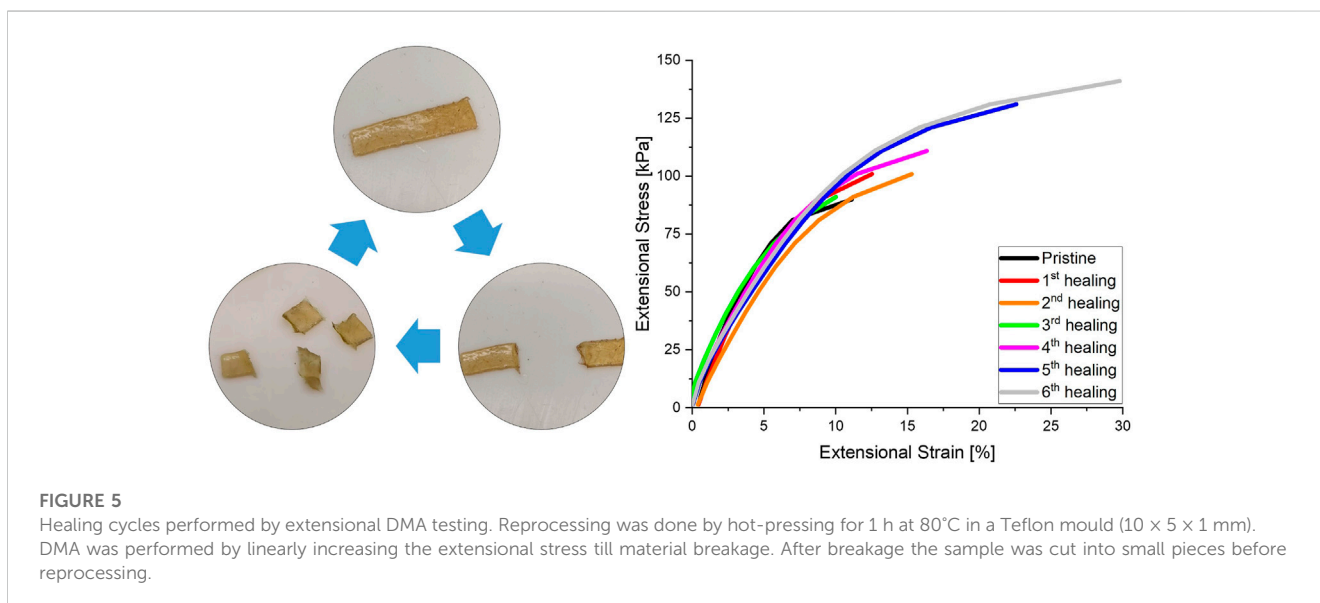 150
125
100
75
50
25
0
Extensional Stress [kPa]
Pristine
1st healing
2nd healing
3rd healing
4th healing
5th healing
6th healing
0 5 10 15 20 25 30
Extensional Strain [%]
FIGURE 5
Healing cycles performed by extensional DMA testing. Reprocessing was done by hot-pressing for 1 h at 80°C in a Teflon mould (10 × 5 × 1 mm).
DMA was performed by linearly increasing the extensional stress till material breakage. After breakage the sample was cut into small pieces before
reprocessing.